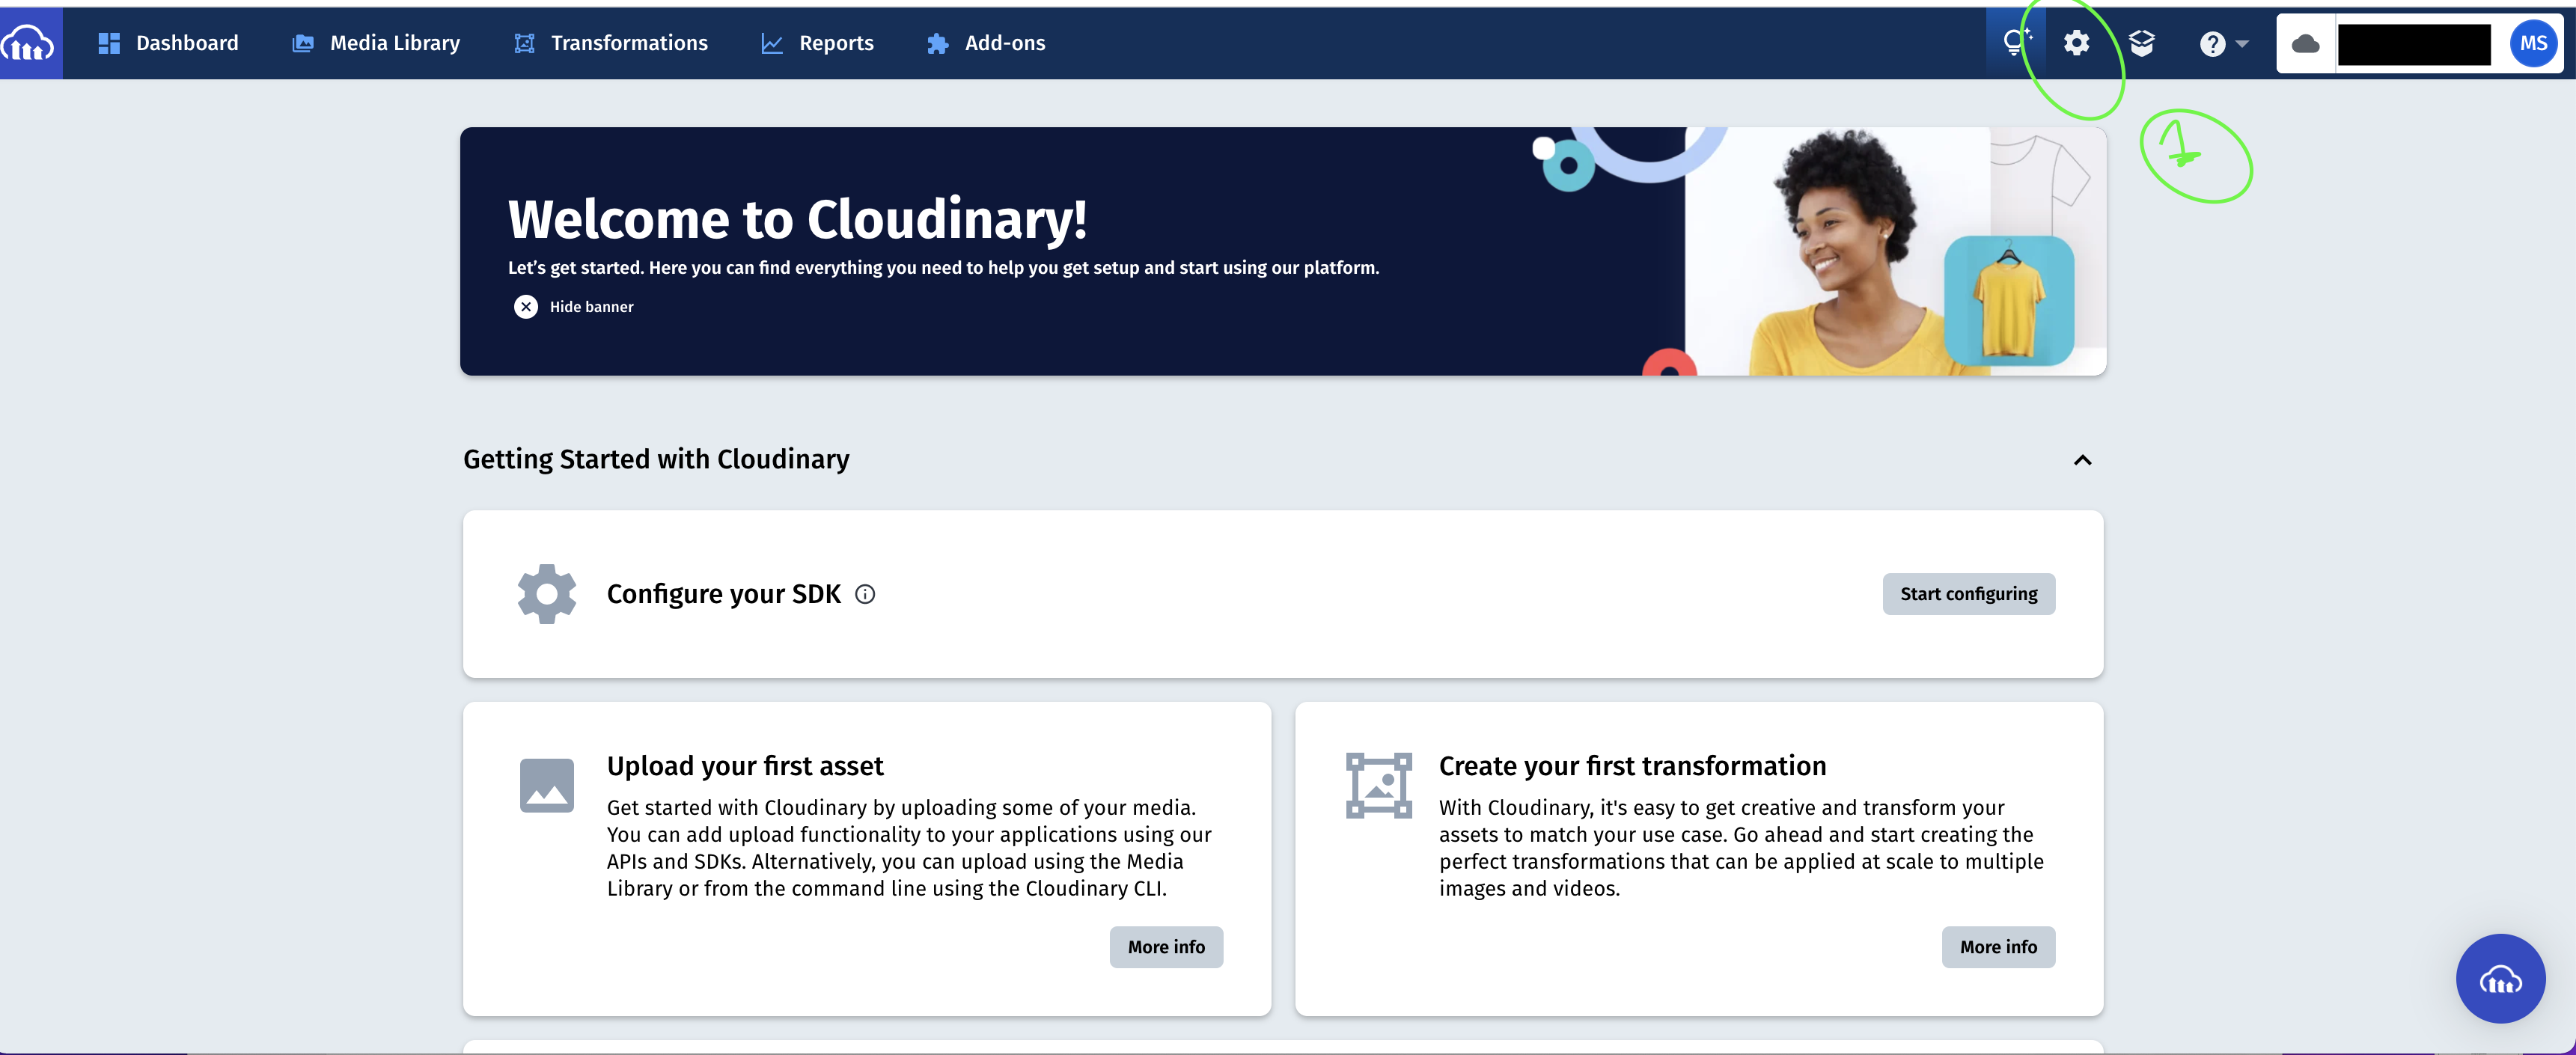 Dashboard
Media Library
Transformations
Reports
Add-ons
MS
1
Welcome to Cloudinary!
Let's get started. Here you can find everything you need to help you get setup and start using our platform.
Hide banner
Getting Started with Cloudinary
Configure your SDK
Start configuring
Upload your first asset
Get started with Cloudinary by uploading some of your media.
You can add upload functionality to your applications using our
APIs and SDKs. Alternatively, you can upload using the Media
Library or from the command line using the Cloudinary CLI.
More info
Create your first transformation
With Cloudinary, it's easy to get creative and transform your
assets to match your use case. Go ahead and start creating the
perfect transformations that can be applied at scale to multiple
images and videos.
More info